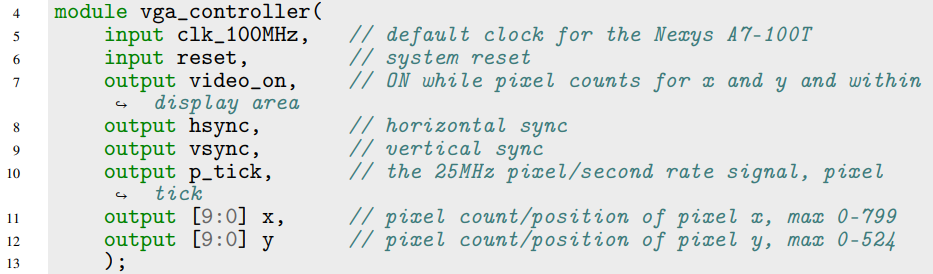 4 module vga_controller(
5 input clk_100MHz, // default clock for the Nexys A7-100T
6 input reset, // system reset
7 output video_on, // ON while pixel counts for x and y and within
↪ display area
8 output hsync, // horizontal sync
9 output vsync, // vertical sync
10 output p_tick, // the 25MHz pixel/second rate signal, pixel
↪ tick
11 output [9:0] x, // pixel count/position of pixel x, max 0-799
12 output [9:0] y // pixel count/position of pixel y, max 0-524
13 );